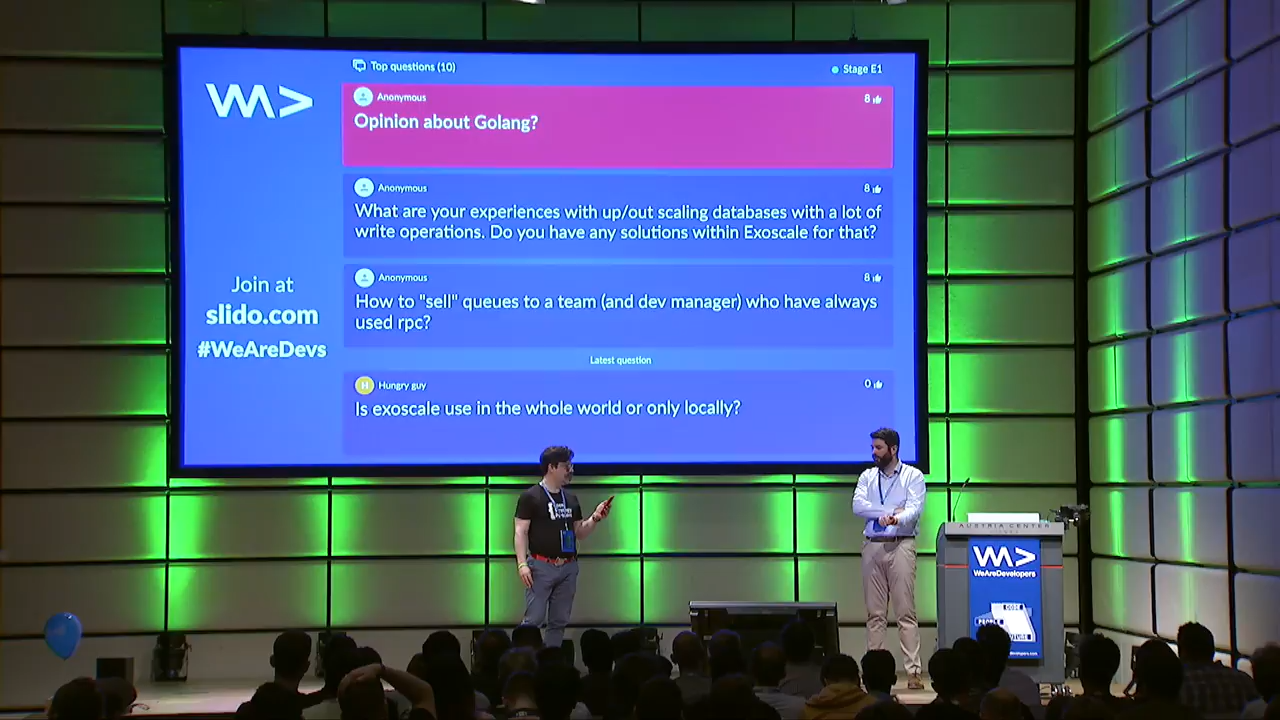 Top questions (10)
Stage E1
WA>
Anonymous
8
Opinion about Golang?
Anonymous
8
What are your experiences with up/out scaling databases with a lot of
write operations. Do you have any solutions within Exoscale for that?
Anonymous
8
How to "sell" queues to a team (and dev manager) who have always
used rpc?
Join at
slido.com
#WeAreDevs
Latest question
H
Hungry guy
0
Is exoscale use in the whole world or only locally?
AUSTRIA CENTER
WA>
WeAreDevelopers
CODE
PEOPLE
FUTURE